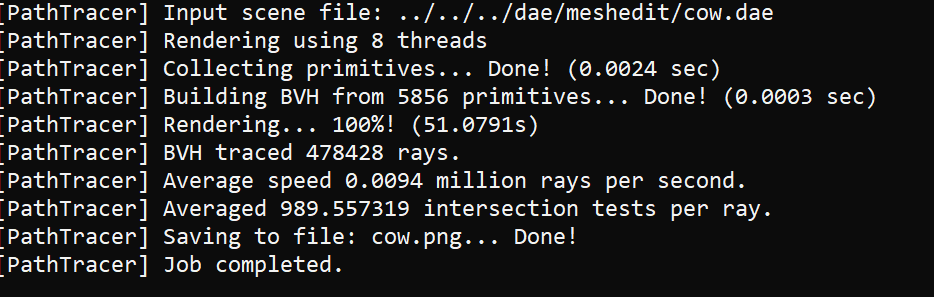 [PathTracer] Input scene file: ../../../dae/meshedit/cow.dae
[PathTracer] Rendering using 8 threads
[PathTracer] Collecting primitives... Done! (0.0024 sec)
[PathTracer] Building BVH from 5856 primitives... Done! (0.0003 sec)
[PathTracer] Rendering... 100%! (51.0791s)
[PathTracer] BVH traced 478428 rays.
[PathTracer] Average speed 0.0094 million rays per second.
[PathTracer] Averaged 989.557319 intersection tests per ray.
[PathTracer] Saving to file: cow.png... Done!
[PathTracer] Job completed.